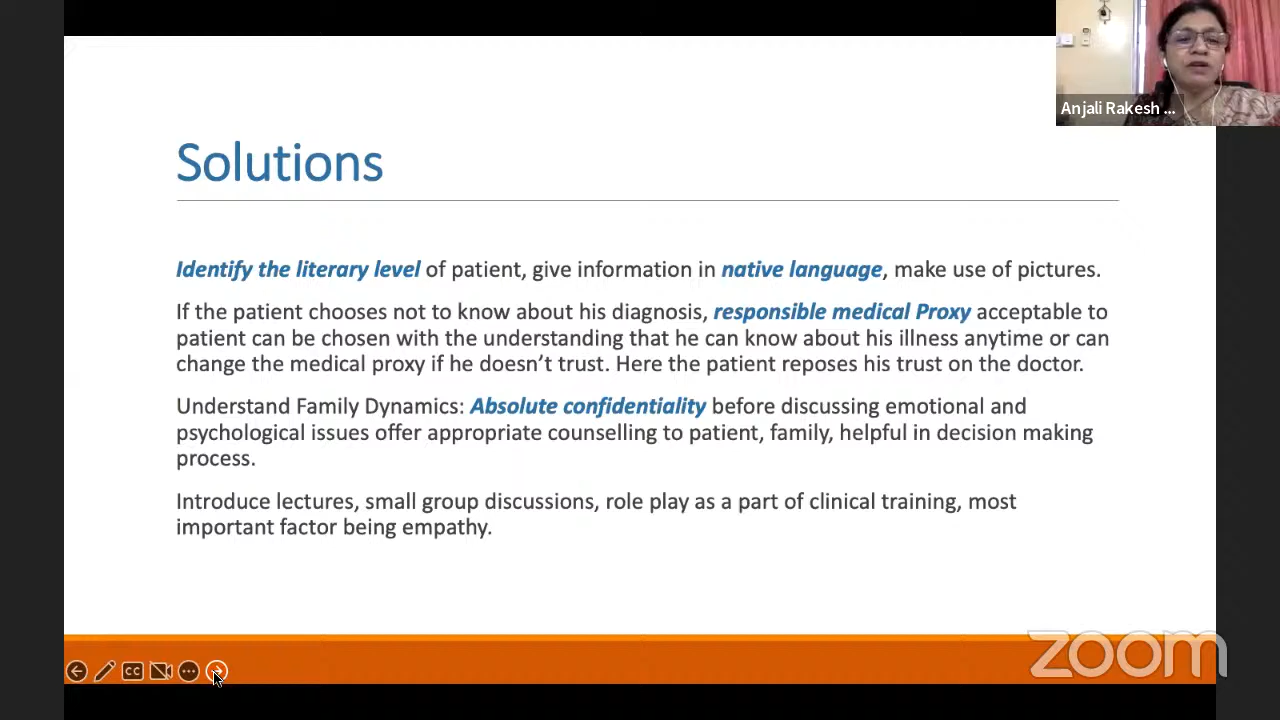 Anjali Rakesh ...
Solutions
Identify the literary level of patient, give information in native language, make use of pictures.
If the patient chooses not to know about his diagnosis, responsible medical Proxy acceptable to
patient can be chosen with the understanding that he can know about his illness anytime or can
change the medical proxy if he doesn’t trust. Here the patient reposes his trust on the doctor.
Understand Family Dynamics: Absolute confidentiality before discussing emotional and
psychological issues offer appropriate counselling to patient, family, helpful in decision making
process.
Introduce lectures, small group discussions, role play as a part of clinical training, most
important factor being empathy.
CC
zoom